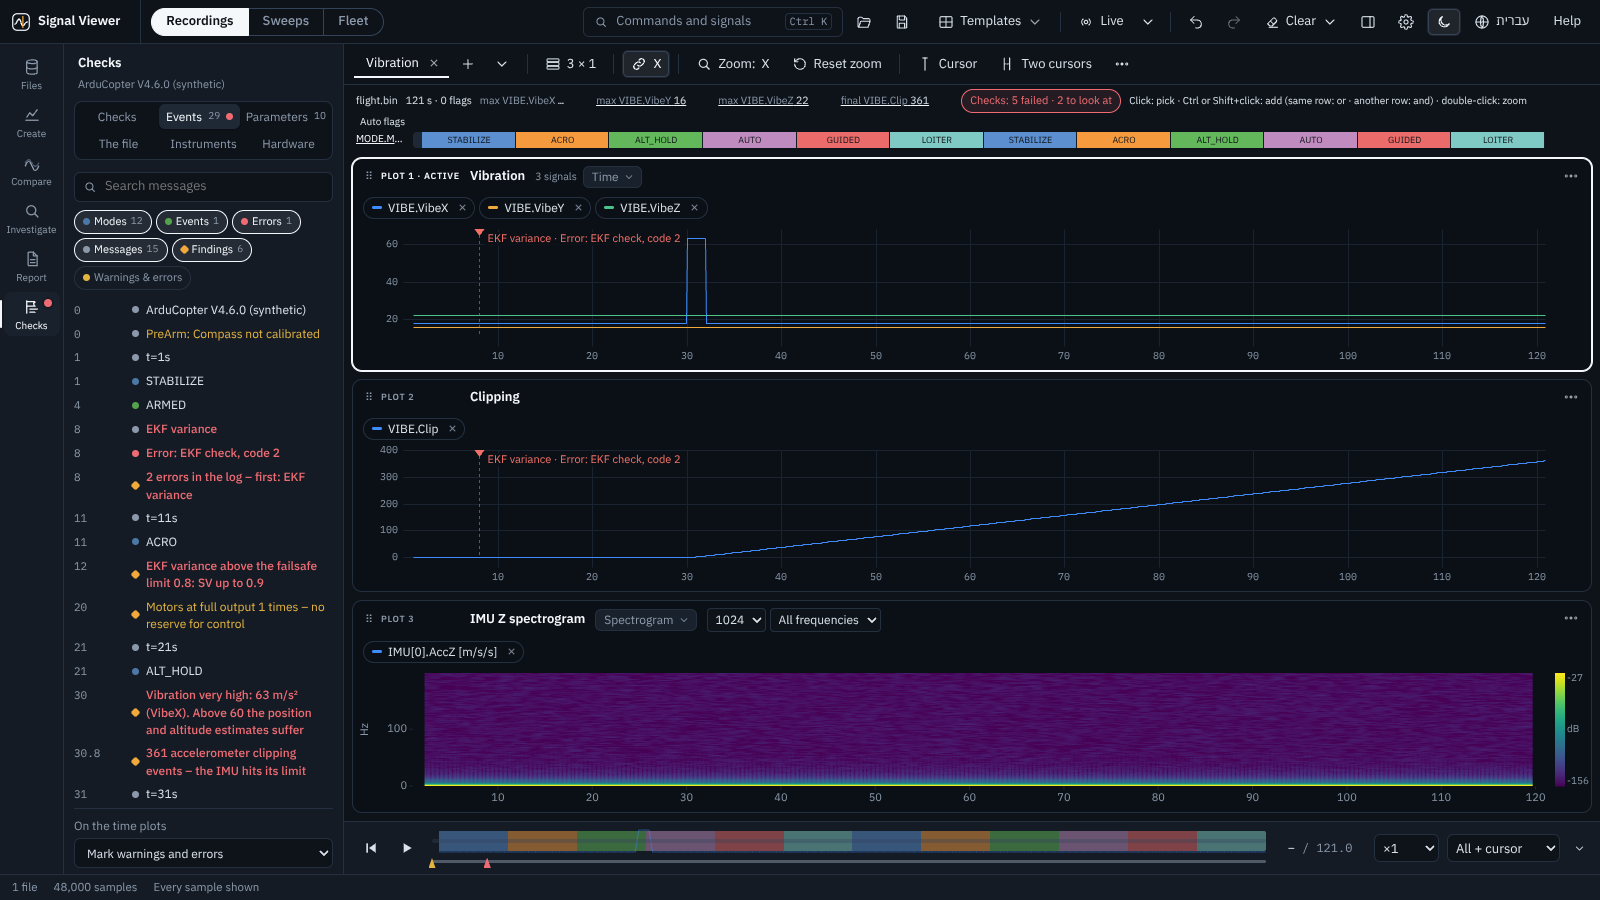 Signal Viewer
Recordings Sweeps Fleet
Commands and signals Ctrl K
Templates Live Clear עברית Help
Files
Create
Compare
Investigate
Report
Checks
Checks
ArduCopter V4.6.0 (synthetic)
Checks Events 29 Parameters 10
The file Instruments Hardware
Search messages
Modes 12 Events 1 Errors 1
Messages 15 Findings 6
Warnings & errors
0 ArduCopter V4.6.0 (synthetic)
0 PreArm: Compass not calibrated
1 t=1s
1 STABILIZE
4 ARMED
8 EKF variance
8 Error: EKF check, code 2
8 2 errors in the log – first: EKF
variance
11 t=11s
11 ACRO
12 EKF variance above the failsafe
limit 0.8: SV up to 0.9
20 Motors at full output 1 times – no
reserve for control
21 t=21s
21 ALT_HOLD
30 Vibration very high: 63 m/s²
(VibeX). Above 60 the position
and altitude estimates suffer
30.8 361 accelerometer clipping
events – the IMU hits its limit
31 t=31s
On the time plots
Mark warnings and errors
Vibration × + 3 × 1 X Zoom: X Reset zoom Cursor Two cursors
flight.bin 121 s · 0 flags max VIBE.VibeX … max VIBE.VibeY 16 max VIBE.VibeZ 22 final VIBE.Clip 361 Checks: 5 failed · 2 to look at Click: pick · Ctrl or Shift+click: add (same row: or · another row: and) · double-click: zoom
Auto flags
MODE.M... STABILIZE ACRO ALT_HOLD AUTO GUIDED LOITER STABILIZE ACRO ALT_HOLD AUTO GUIDED LOITER
PLOT 1 · ACTIVE Vibration 3 signals Time
VIBE.VibeX × VIBE.VibeY × VIBE.VibeZ ×
EKF variance · Error: EKF check, code 2
60
40
20
10 20 30 40 50 60 70 80 90 100 110 120
PLOT 2 Clipping
VIBE.Clip ×
EKF variance · Error: EKF check, code 2
400
300
200
100
0
10 20 30 40 50 60 70 80 90 100 110 120
PLOT 3 IMU Z spectrogram Spectrogram 1024 All frequencies
IMU[0].AccZ [m/s/s] ×
Hz
100
0
-27
dB
-156
10 20 30 40 50 60 70 80 90 100 110 120
– / 121.0 ×1 All + cursor
1 file 48,000 samples Every sample shown